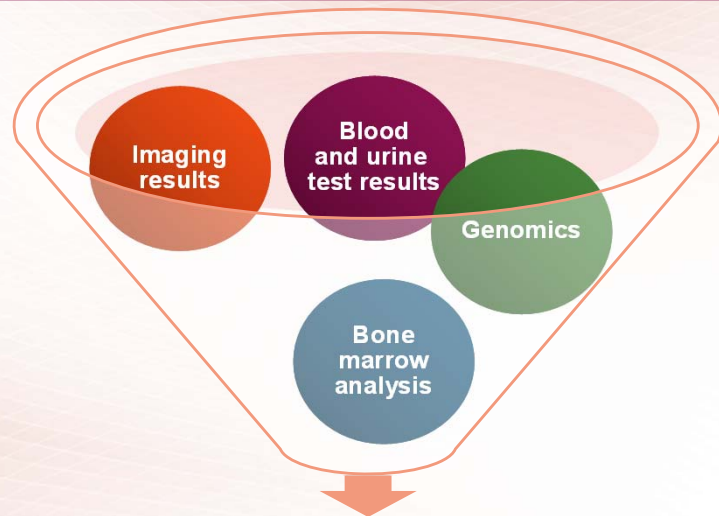 Imaging
results
Blood
and urine
test results
Genomics
Bone
marrow
analysis